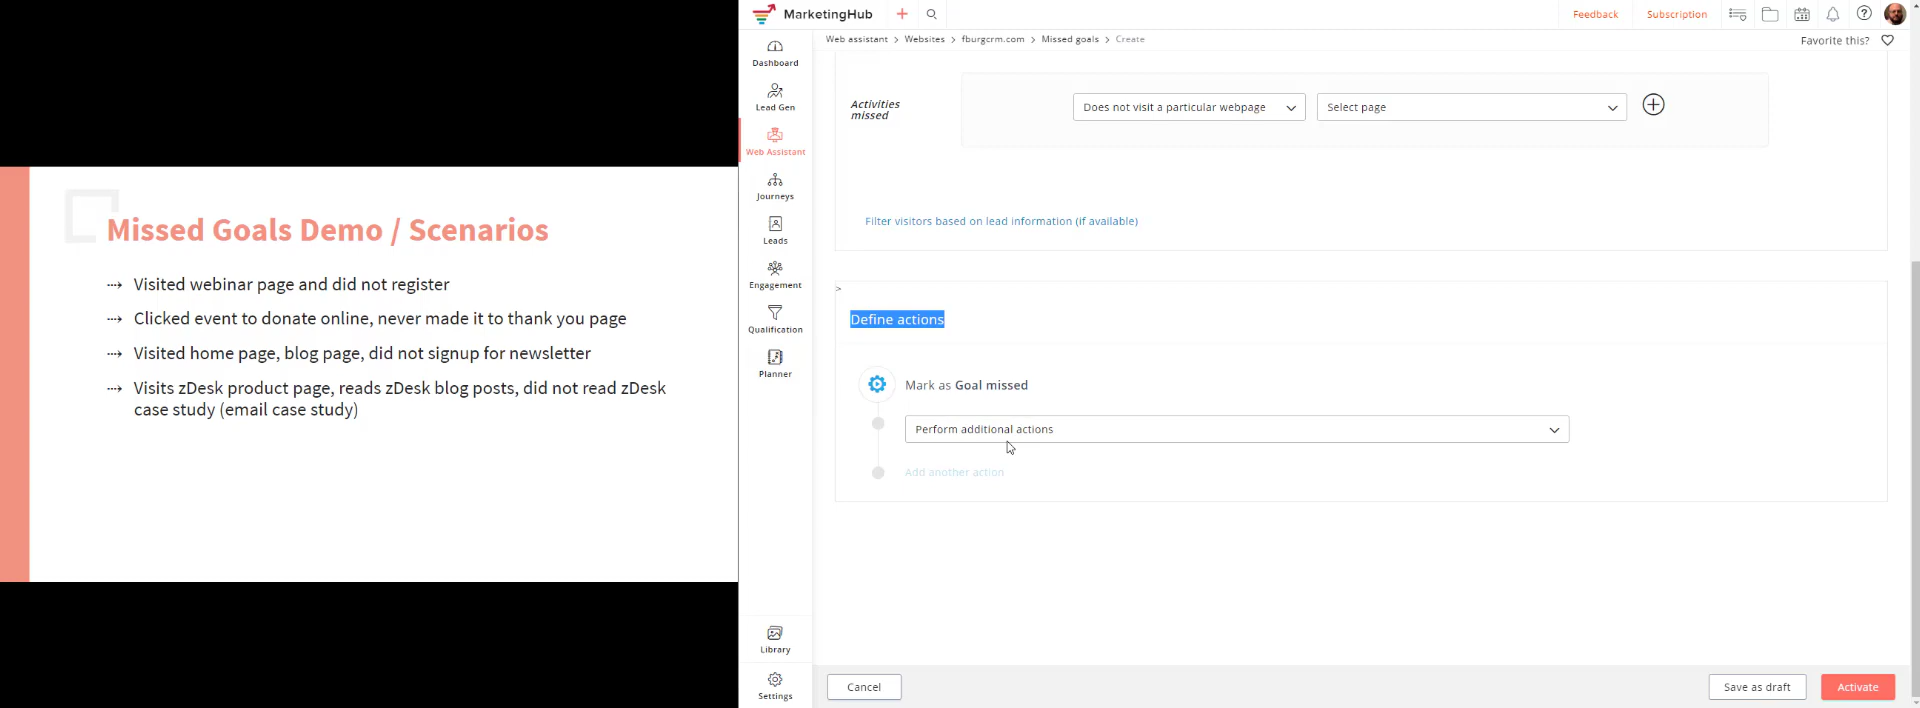 Missed Goals Demo / Scenarios
Visited webinar page and did not register
Clicked event to donate online, never made it to thank you page
Visited home page, blog page, did not signup for newsletter
Visits zDesk product page, reads zDesk blog posts, did not read zDesk
case study (email case study)
MarketingHub
Feedback
Subscription
Web assistant > Websites > fburgcrm.com > Missed goals > Create
Favorite this?
Dashboard
Lead Gen
Web Assistant
Journeys
Leads
Engagement
Qualification
Planner
Library
Settings
Activities
missed
Does not visit a particular webpage
Select page
Filter visitors based on lead information (if available)
>
Define actions
Mark as Goal missed
Perform additional actions
Add another action
Cancel
Save as draft
Activate